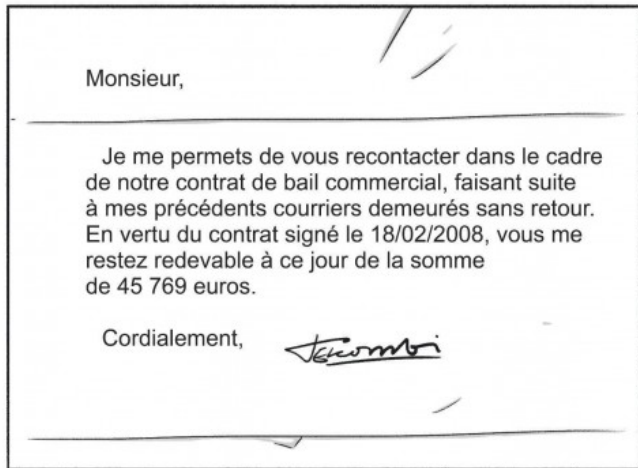 Monsieur,
Je me permets de vous recontacter dans le cadre
de notre contrat de bail commercial, faisant suite
à mes précédents courriers demeurés sans retour.
En vertu du contrat signé le 18/02/2008, vous me
restez redevable à ce jour de la somme
de 45 769 euros.
Cordialement,